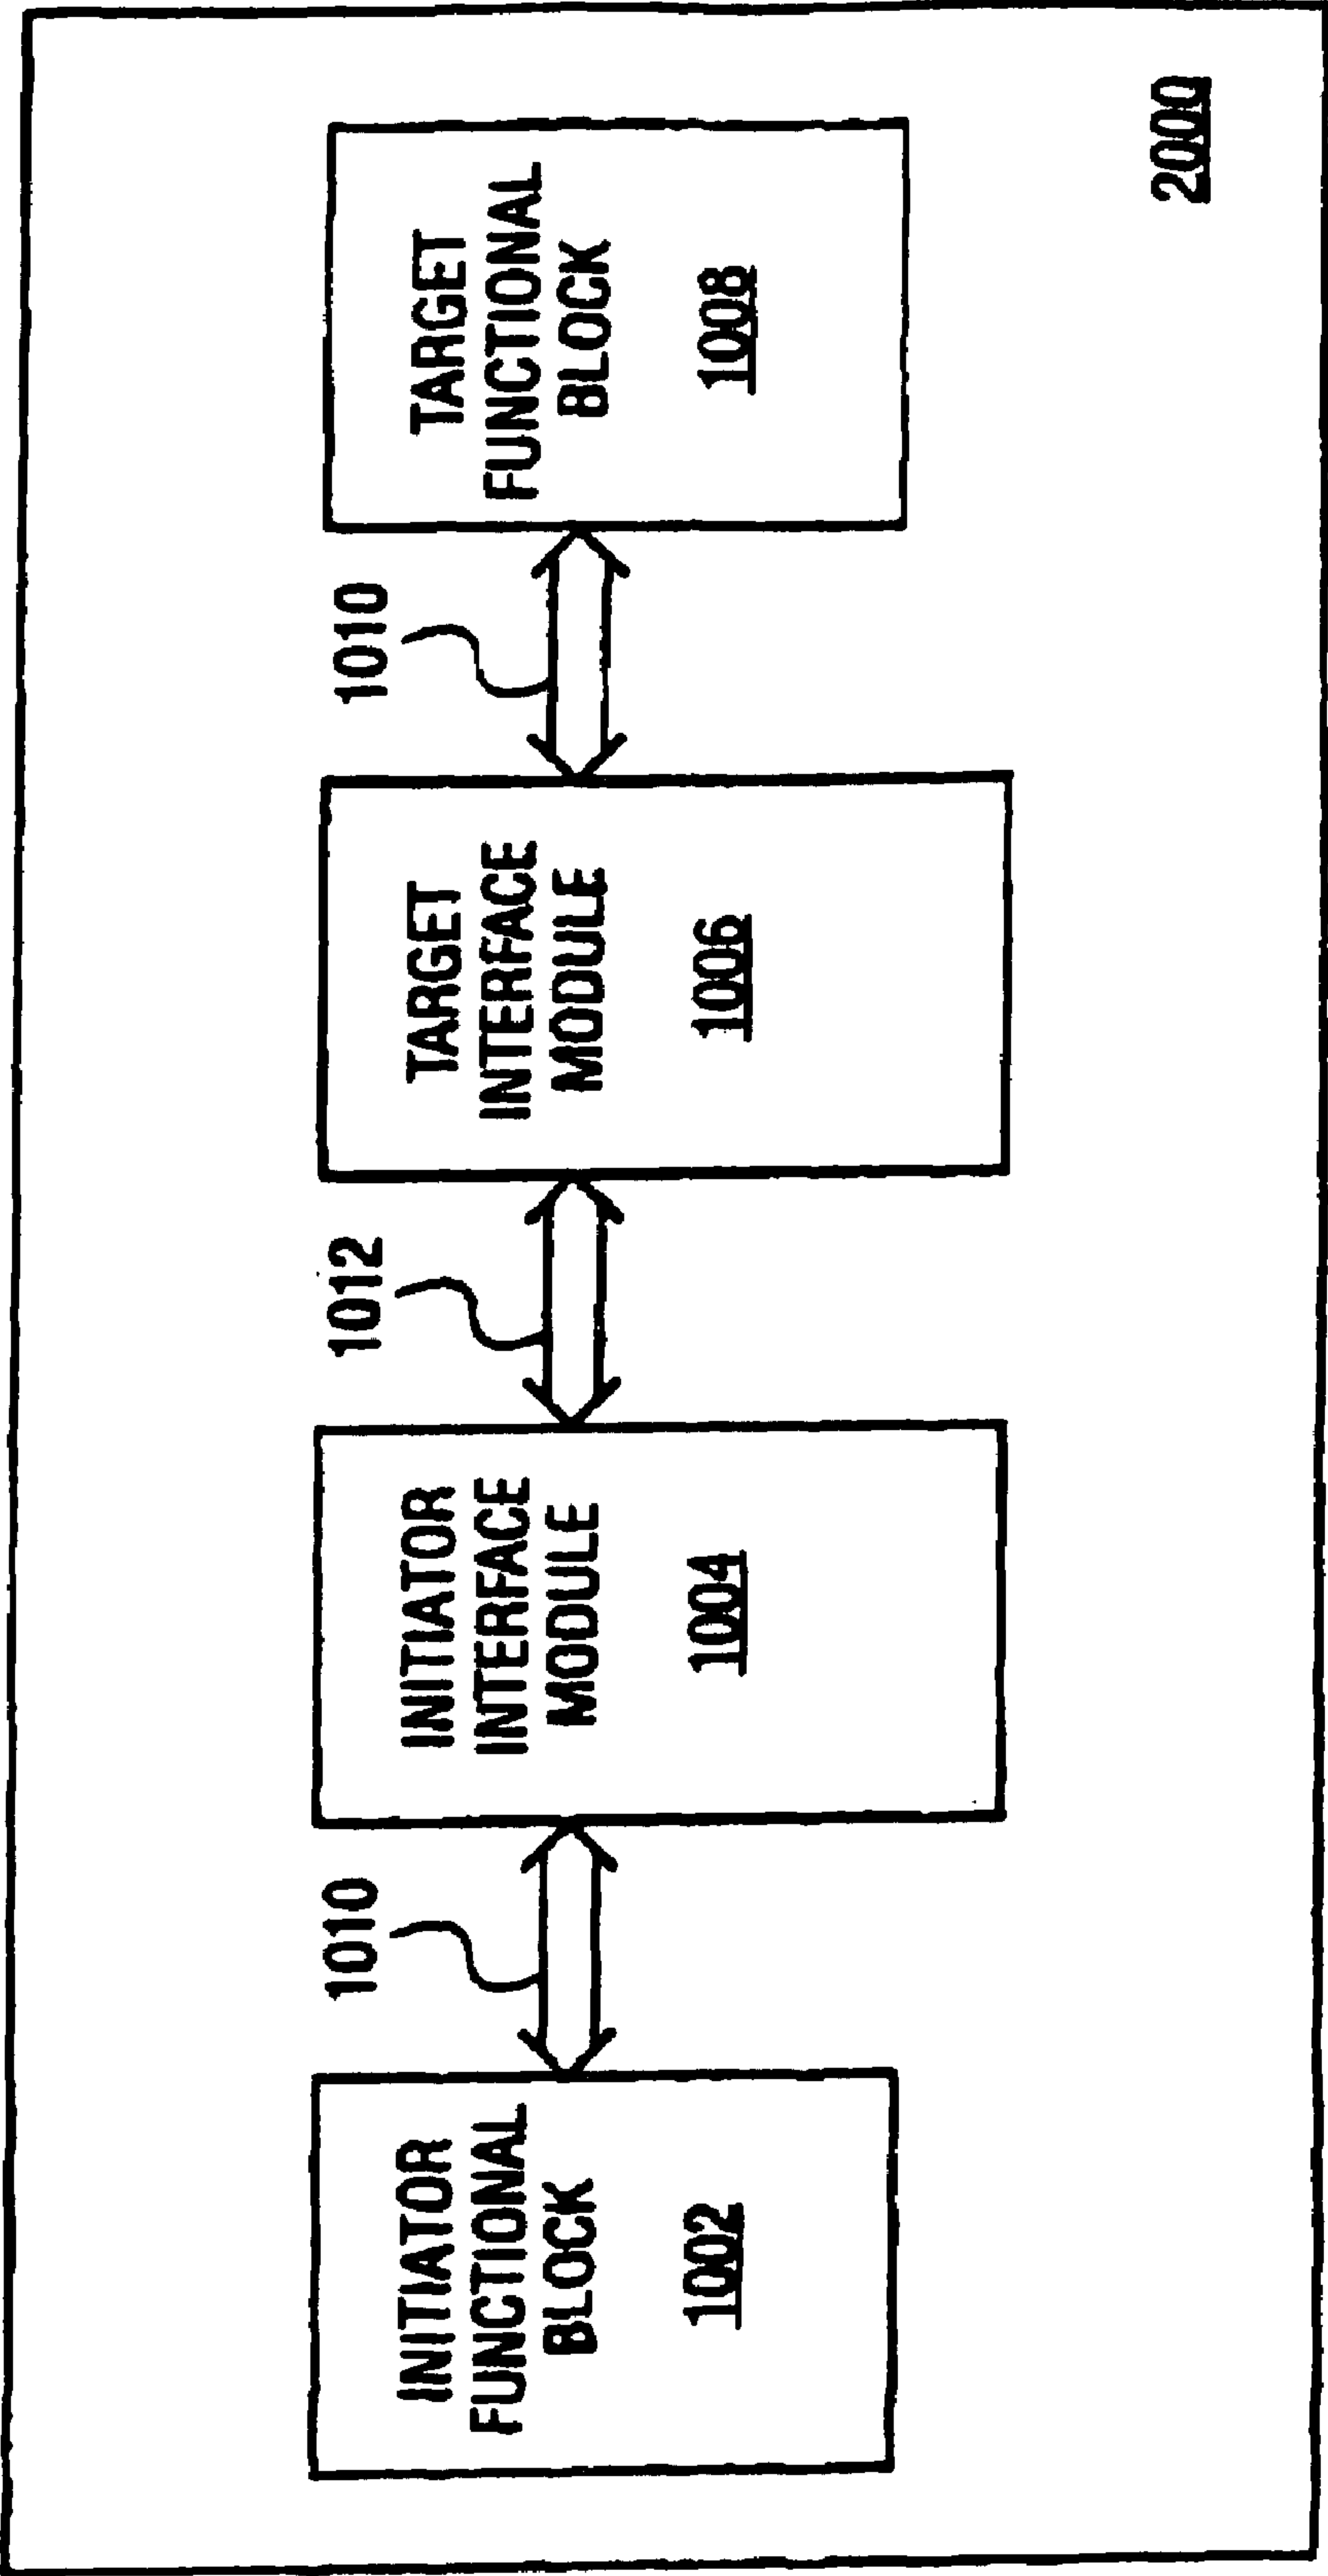 1010
1012
1010
INITIATOR
FUNCTIONAL
BLOCK
1002
INITIATOR
INTERFACE
MODULE
1004
TARGET
INTERFACE
MODULE
1006
TARGET
FUNCTIONAL
BLOCK
1008
2000